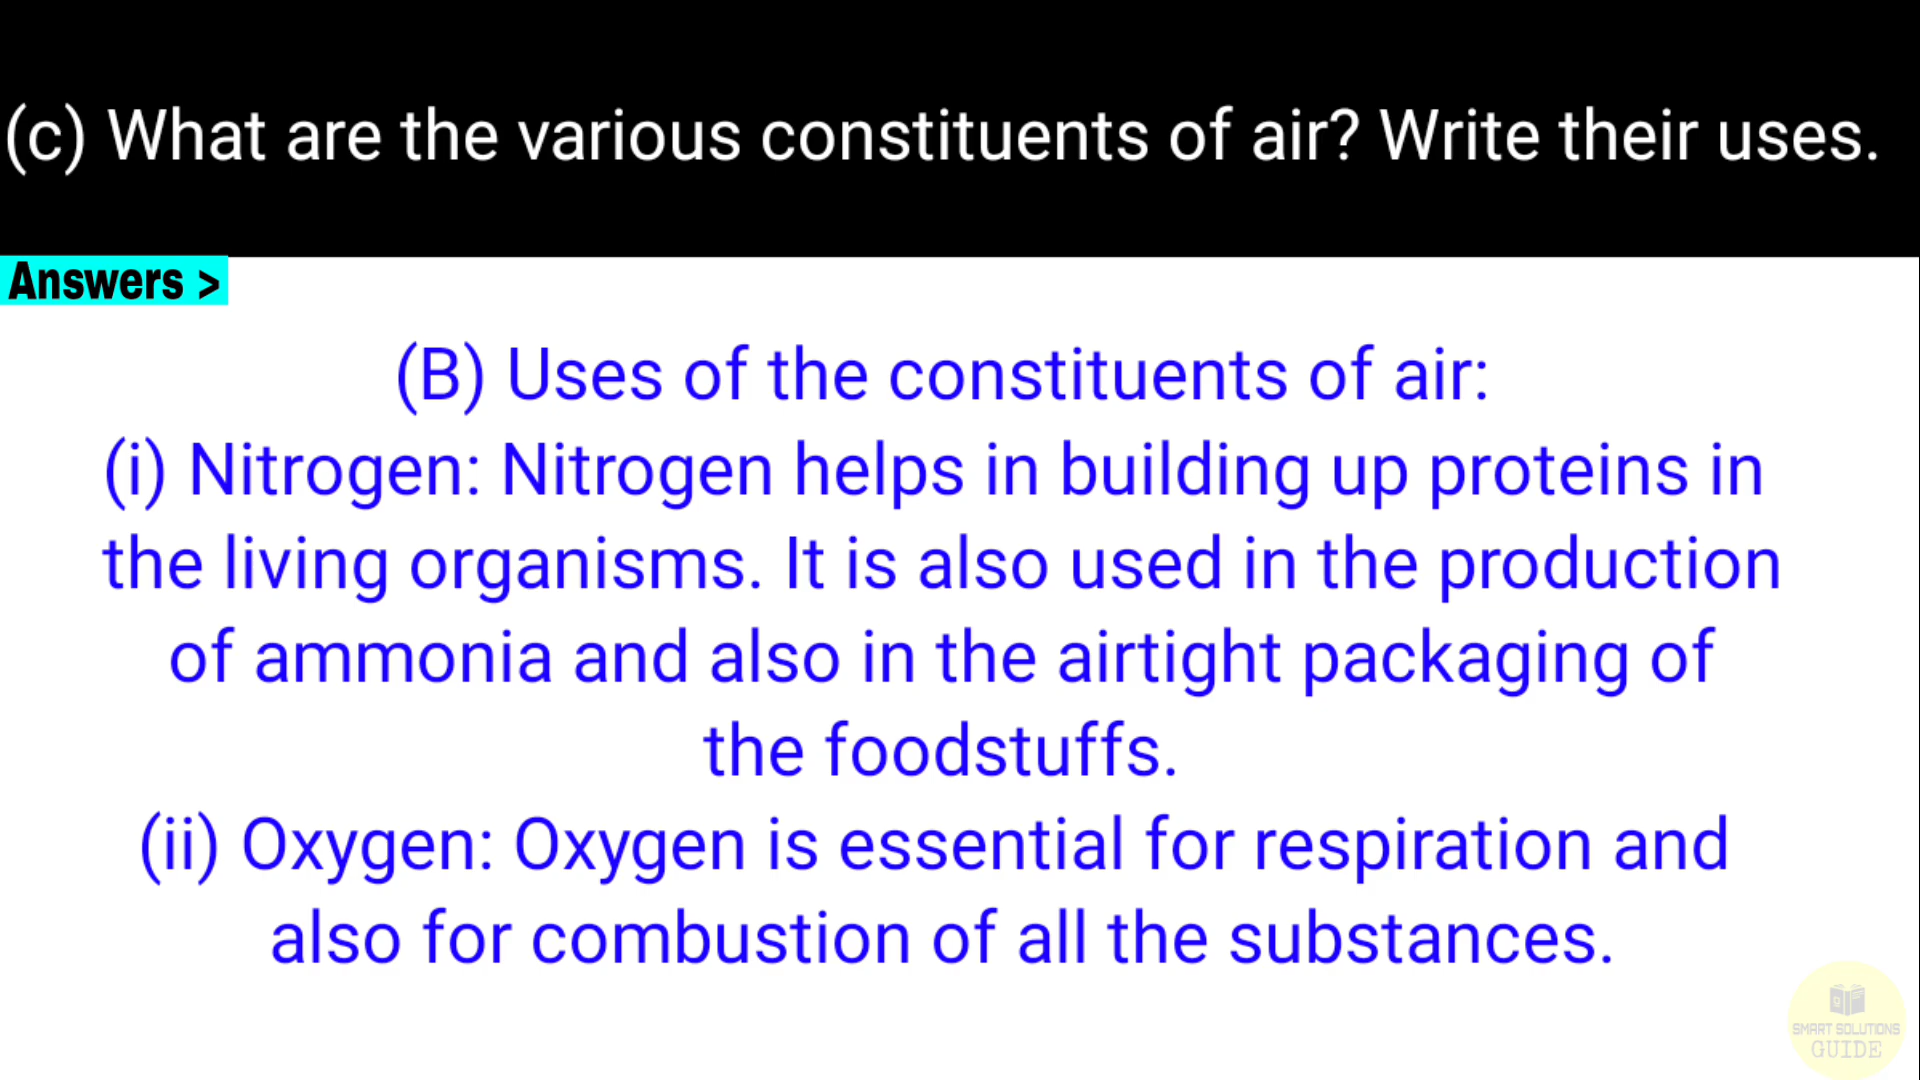 (c) What are the various constituents of air? Write their uses.
Answers >
(B) Uses of the constituents of air:
(i) Nitrogen: Nitrogen helps in building up proteins in
the living organisms. It is also used in the production
of ammonia and also in the airtight packaging of
the foodstuffs.
(ii) Oxygen: Oxygen is essential for respiration and
also for combustion of all the substances.
SMART SOLUTIONS
GUIDE